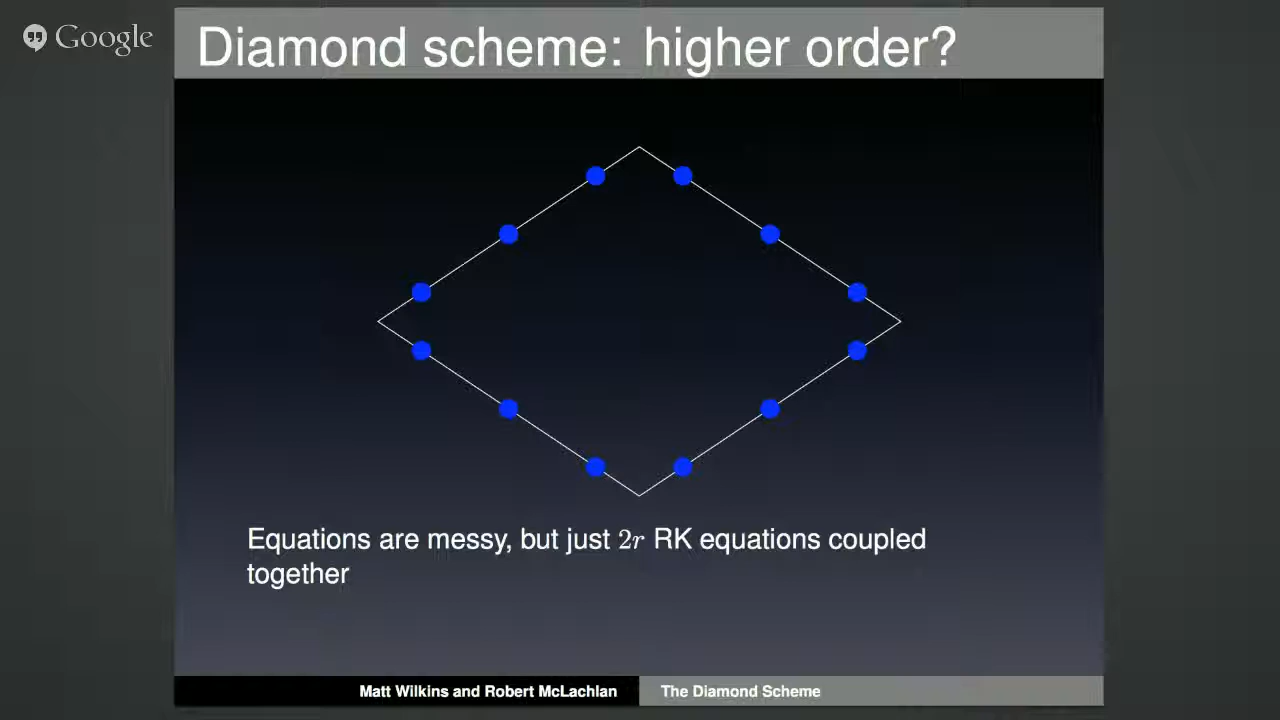 Google
Diamond scheme: higher order?
Equations are messy, but just 2r RK equations coupled
together
Matt Wilkins and Robert McLachlan
The Diamond Scheme